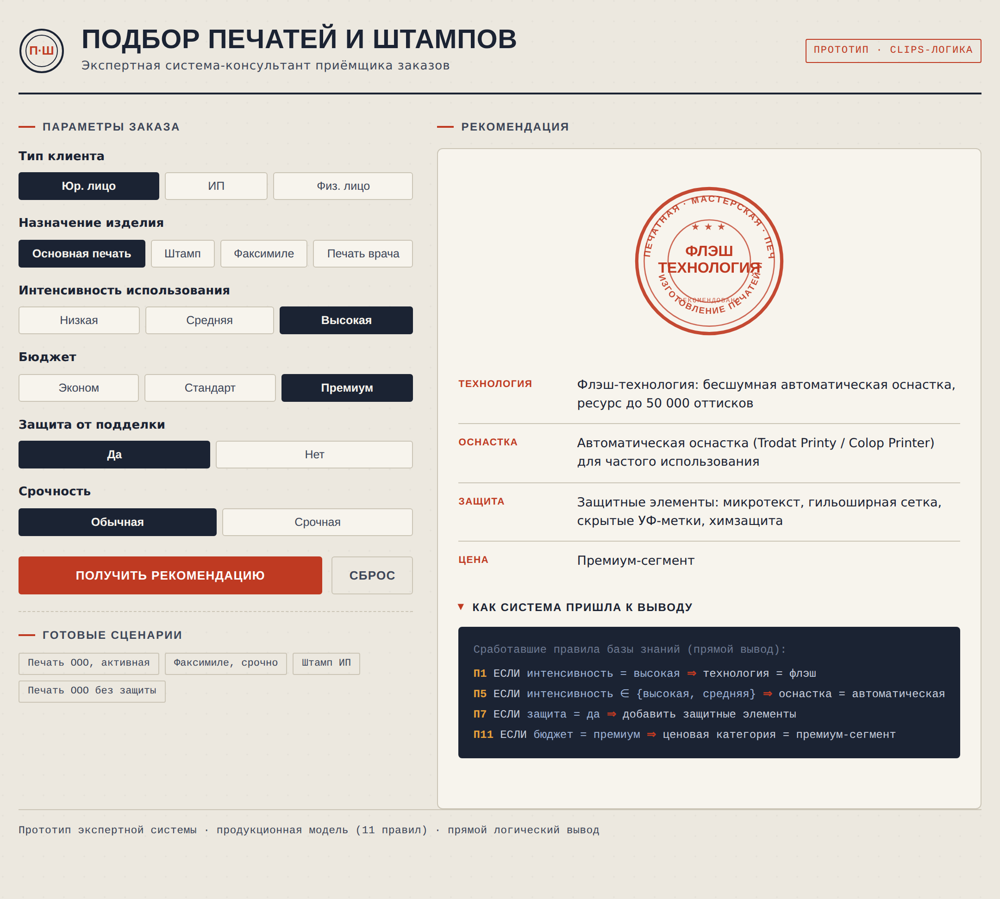 П·Ш
ПОДБОР ПЕЧАТЕЙ И ШТАМПОВ
Экспертная система-консультант приёмщика заказов
ПРОТОТИП · CLIPS-ЛОГИКА
ПАРАМЕТРЫ ЗАКАЗА
Тип клиента
Юр. лицо
ИП
Физ. лицо
Назначение изделия
Основная печать
Штамп
Факсимиле
Печать врача
Интенсивность использования
Низкая
Средняя
Высокая
Бюджет
Эконом
Стандарт
Премиум
Защита от подделки
Да
Нет
Срочность
Обычная
Срочная
ПОЛУЧИТЬ РЕКОМЕНДАЦИЮ
СБРОС
ГОТОВЫЕ СЦЕНАРИИ
Печать ООО, активная
Факсимиле, срочно
Штамп ИП
Печать ООО без защиты
РЕКОМЕНДАЦИЯ
ПЕЧАТНАЯ · МАСТЕРСКАЯ · ПЕЧ
★ ★ ★
ФЛЭШ
ТЕХНОЛОГИЯ
РЕКОМЕНДОВАНО
ИЗГОТОВЛЕНИЕ ПЕЧАТЕЙ И
ТЕХНОЛОГИЯ
Флэш-технология: бесшумная автоматическая оснастка,
ресурс до 50 000 оттисков
ОСНАСТКА
Автоматическая оснастка (Trodat Printy / Colop Printer)
для частого использования
ЗАЩИТА
Защитные элементы: микротекст, гильоширная сетка,
скрытые УФ-метки, химзащита
ЦЕНА
Премиум-сегмент
▼ КАК СИСТЕМА ПРИШЛА К ВЫВОДУ
Сработавшие правила базы знаний (прямой вывод):
П1 ЕСЛИ интенсивность = высокая ⇒ технология = флэш
П5 ЕСЛИ интенсивность ∈ {высокая, средняя} ⇒ оснастка = автоматическая
П7 ЕСЛИ защита = да ⇒ добавить защитные элементы
П11 ЕСЛИ бюджет = премиум ⇒ ценовая категория = премиум-сегмент
Прототип экспертной системы · продукционная модель (11 правил) · прямой логический вывод